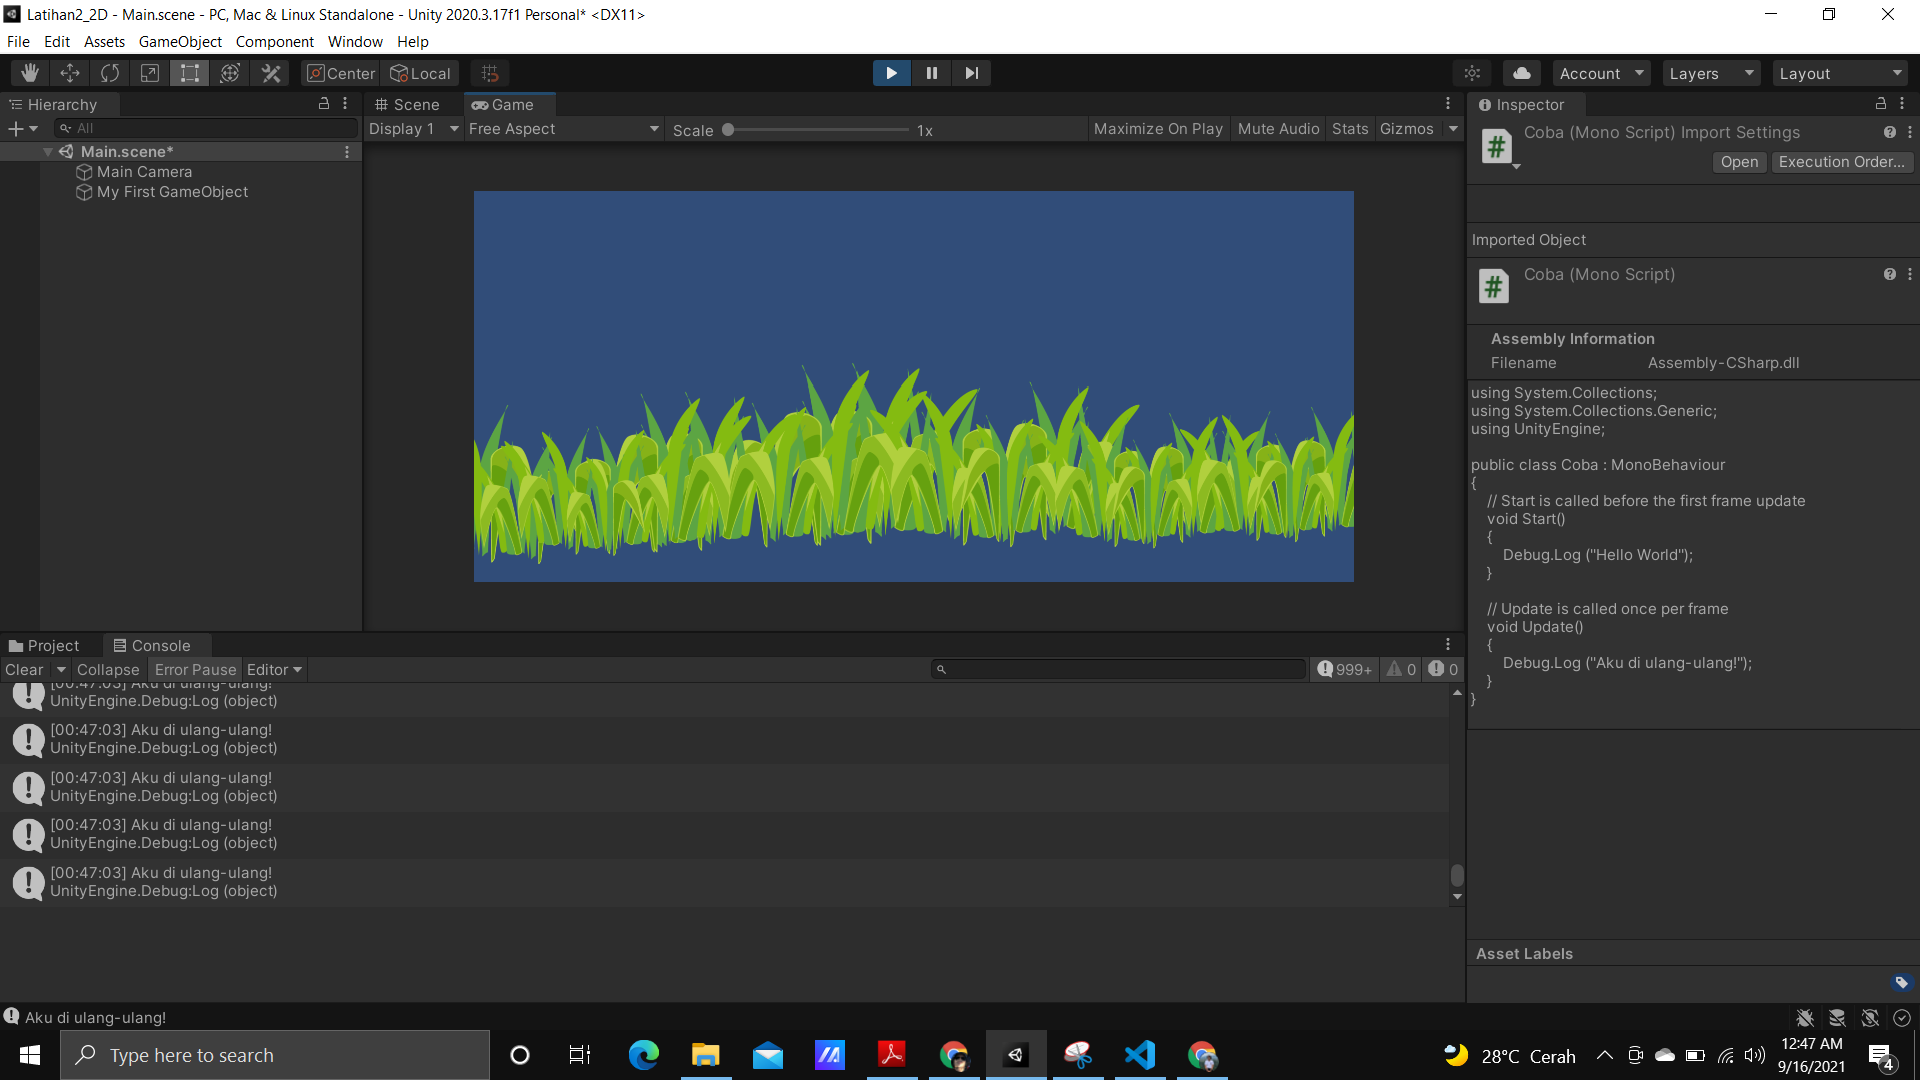 Latihan2_2D - Main.scene - PC, Mac & Linux Standalone - Unity 2020.3.17f1 Personal* <DX11>
File Edit Assets GameObject Component Window Help
Center Local
Account Layers Layout
Hierarchy
All
Main.scene*
Main Camera
My First GameObject
Scene Game
Display 1 Free Aspect Scale 1x Maximize On Play Mute Audio Stats Gizmos
Inspector
Coba (Mono Script) Import Settings
Open Execution Order...
Imported Object
Coba (Mono Script)
Assembly Information
Filename Assembly-CSharp.dll
using System.Collections;
using System.Collections.Generic;
using UnityEngine;
public class Coba : MonoBehaviour
{
// Start is called before the first frame update
void Start()
{
Debug.Log ("Hello World");
}
// Update is called once per frame
void Update()
{
Debug.Log ("Aku di ulang-ulang!");
}
}
Asset Labels
Project Console
Clear Collapse Error Pause Editor 999+ 0 0
[00:47:03] Aku di ulang-ulang!
UnityEngine.Debug:Log (object)
[00:47:03] Aku di ulang-ulang!
UnityEngine.Debug:Log (object)
[00:47:03] Aku di ulang-ulang!
UnityEngine.Debug:Log (object)
[00:47:03] Aku di ulang-ulang!
UnityEngine.Debug:Log (object)
[00:47:03] Aku di ulang-ulang!
UnityEngine.Debug:Log (object)
Aku di ulang-ulang!
Type here to search
28°C Cerah
12:47 AM
9/16/2021
4